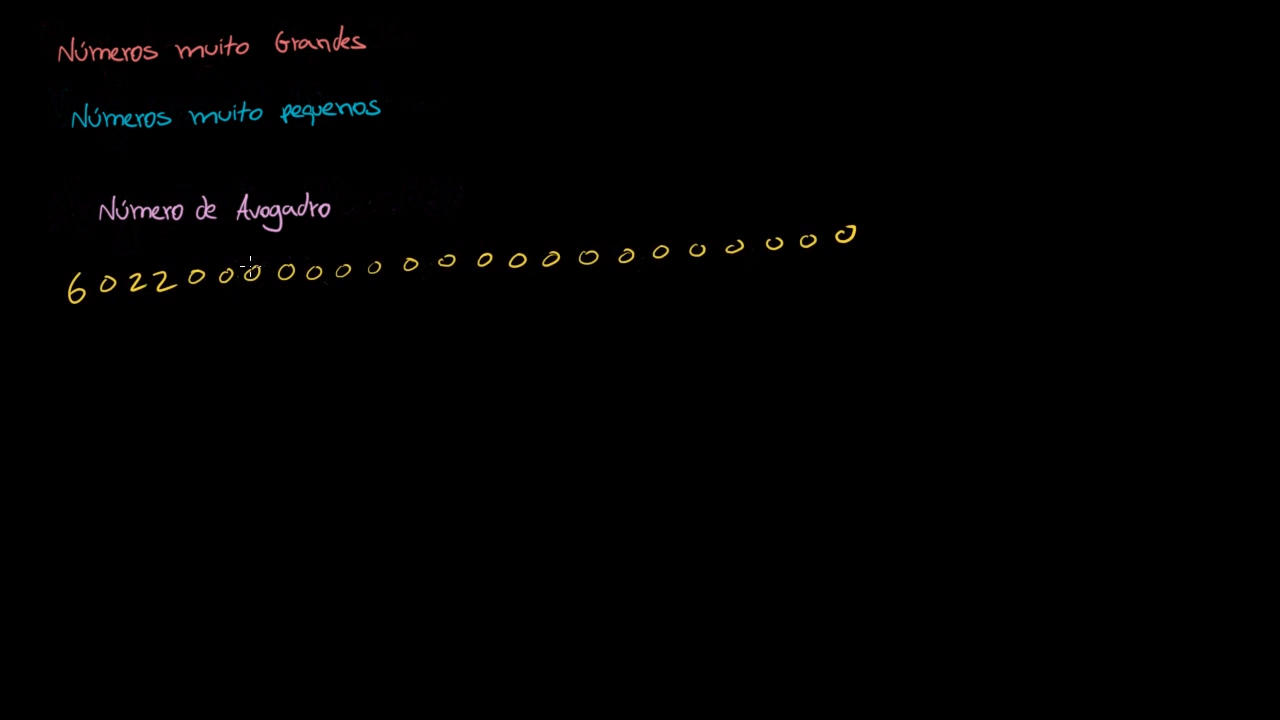 Números muito Grandes
Números muito pequenos
Número de Avogadro
602200000000000000000000